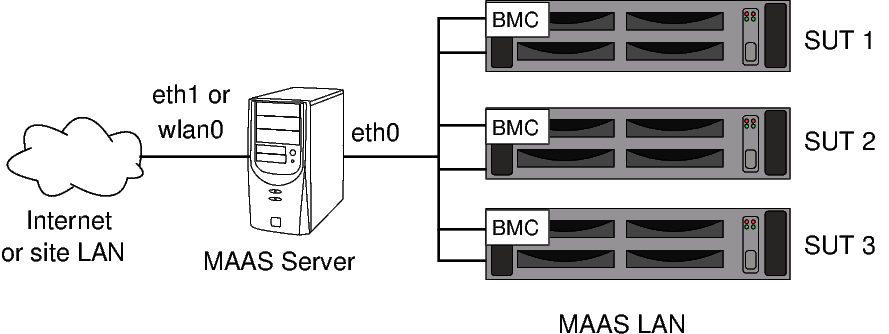 BMC
SUT 1
eth1 or
wlan0
eth0
BMC
SUT 2
Internet
or site LAN
MAAS Server
BMC
SUT 3
MAAS LAN